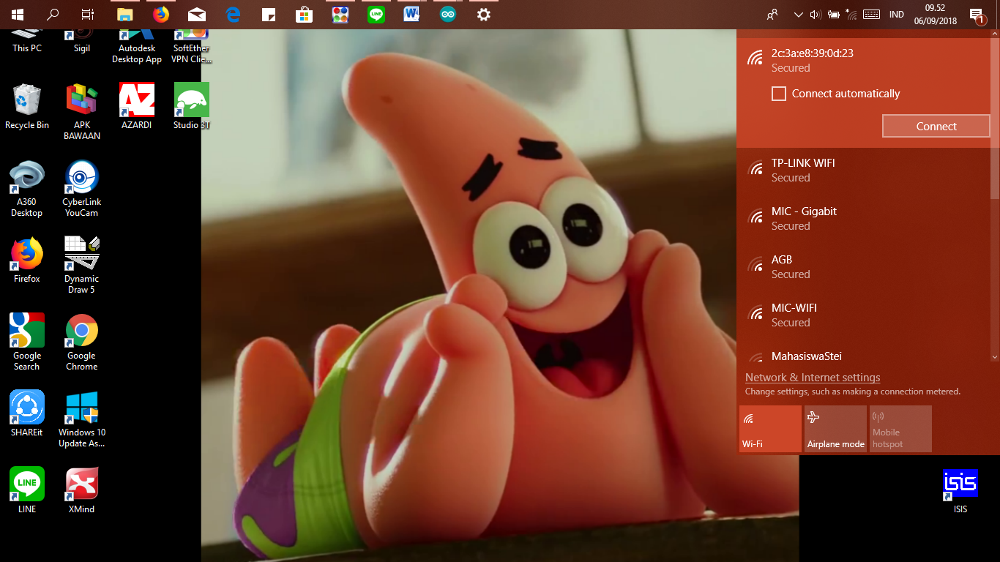 IND
09.52
06/09/2018
1
This PC
Sigil
Autodesk
Desktop App
SoftEther
VPN Clie...
Recycle Bin
APK
BAWAAN
AZ
AZARDI
Studio 3T
A360
Desktop
CyberLink
YouCam
Firefox
Dynamic
Draw 5
Google
Search
Google
Chrome
SHAREit
Windows 10
Update As...
LINE
LINE
XMind
2c:3a:e8:39:0d:23
Secured
Connect automatically
Connect
TP-LINK WIFI
Secured
MIC - Gigabit
Secured
AGB
Secured
MIC-WIFI
Secured
MahasiswaStei
Network & Internet settings
Change settings, such as making a connection metered.
Wi-Fi
Airplane mode
Mobile
hotspot
isis
ISIS